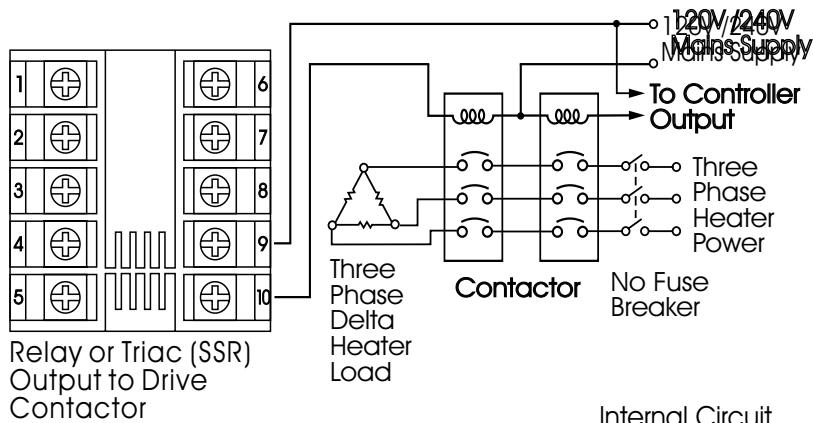 120V /240V
Mains Supply
To Controller
Output
1
2
3
4
5
6
7
8
9
10
Three
Phase
Heater
Power
Three
Phase
Delta
Heater
Load
Contactor
No Fuse
Breaker
Relay or Triac (SSR)
Output to Drive
Contactor
Internal Circuit